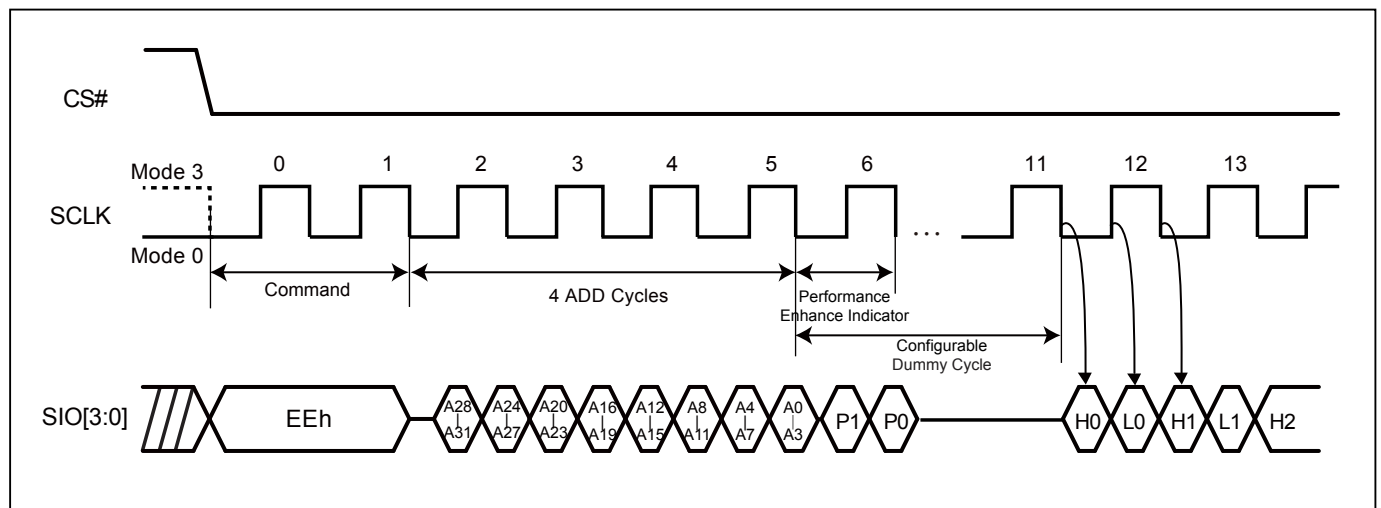 CS#
Mode 3
0 1 2 3 4 5 6 11 12 13
SCLK
...
Mode 0
Command
4 ADD Cycles
Performance
Enhance Indicator
Configurable
Dummy Cycle
SIO[3:0]
EEh
A28
A31
A24
A27
A20
A23
A16
A19
A12
A15
A8
A11
A4
A7
A0
A3
P1
P0
H0
L0
H1
L1
H2